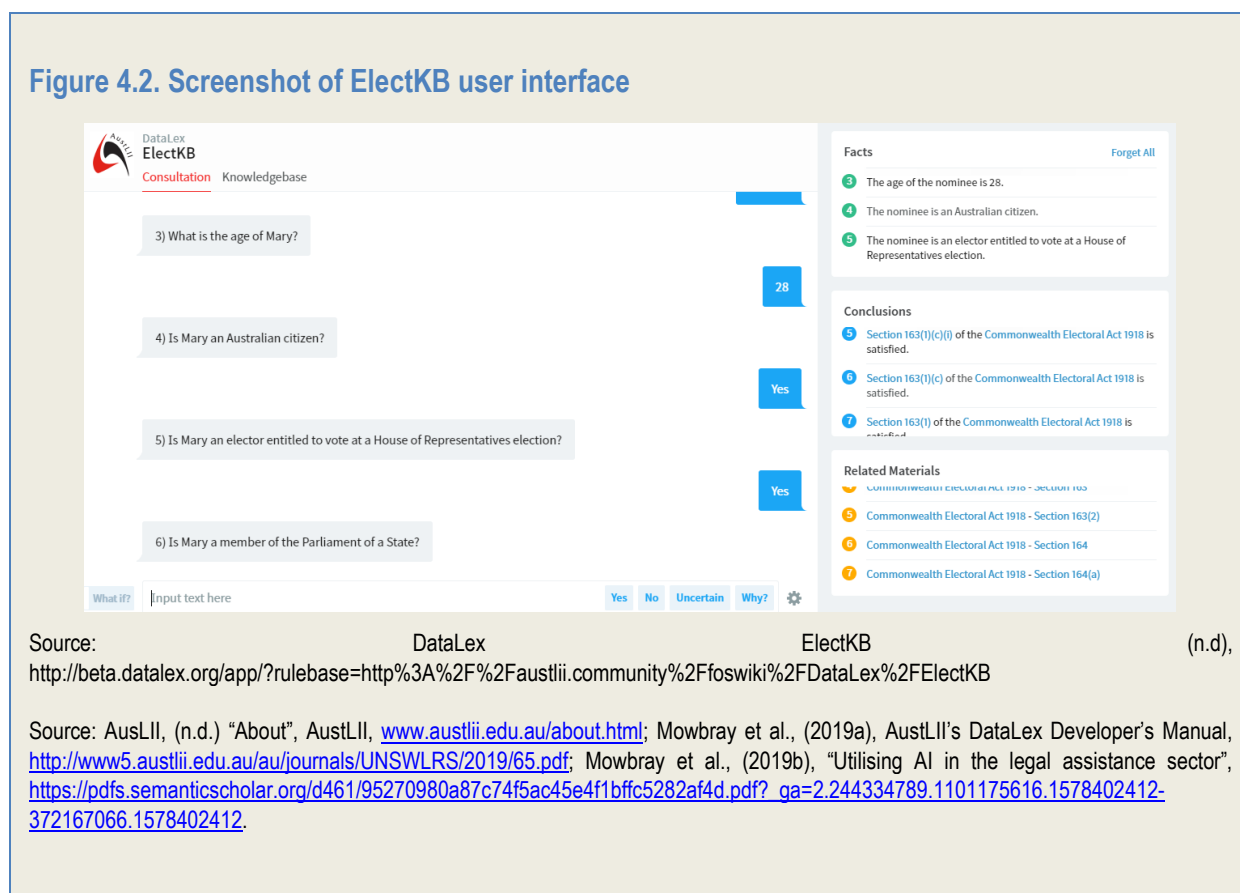 Figure 4.2. Screenshot of ElectKB user interface
AustLII
DataLex
ElectKB
Consultation Knowledgebase
3) What is the age of Mary?
28
4) Is Mary an Australian citizen?
Yes
5) Is Mary an elector entitled to vote at a House of Representatives election?
Yes
6) Is Mary a member of the Parliament of a State?
What if? Input text here Yes No Uncertain Why?
Facts Forget All
3 The age of the nominee is 28.
4 The nominee is an Australian citizen.
5 The nominee is an elector entitled to vote at a House of
Representatives election.
Conclusions
5 Section 163(1)(c)(i) of the Commonwealth Electoral Act 1918 is
satisfied.
6 Section 163(1)(c) of the Commonwealth Electoral Act 1918 is
satisfied.
7 Section 163(1) of the Commonwealth Electoral Act 1918 is
satisfied
Related Materials
Commonwealth Electoral Act 1918 - Section 163
5 Commonwealth Electoral Act 1918 - Section 163(2)
6 Commonwealth Electoral Act 1918 - Section 164
7 Commonwealth Electoral Act 1918 - Section 164(a)
Source: DataLex ElectKB (n.d),
http://beta.datalex.org/app/?rulebase=http%3A%2F%2Faustlii.community%2Ffoswiki%2FDataLex%2FElectKB
Source: AusLII, (n.d.) “About”, AustLII, www.austlii.edu.au/about.html; Mowbray et al., (2019a), AustLII’s DataLex Developer’s Manual,
http://www5.austlii.edu.au/au/journals/UNSWLRS/2019/65.pdf; Mowbray et al., (2019b), “Utilising AI in the legal assistance sector”,
https://pdfs.semanticscholar.org/d461/95270980a87c74f5ac45e4f1bffc5282af4d.pdf?_ga=2.244334789.1101175616.1578402412-
372167066.1578402412.